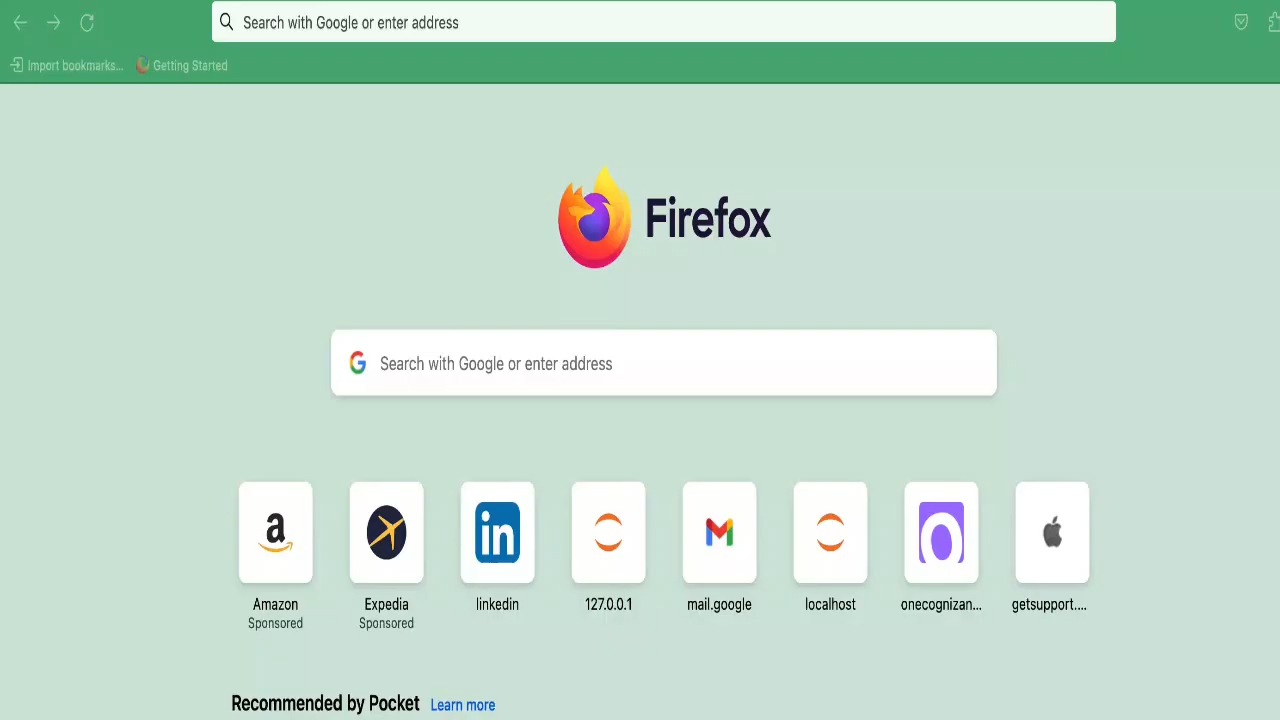 Search with Google or enter address
Import bookmarks... Getting Started
Firefox
Search with Google or enter address
Amazon Expedia linkedin 127.0.0.1 mail.google localhost onecognizan... getsupport....
Sponsored Sponsored
Recommended by Pocket Learn more